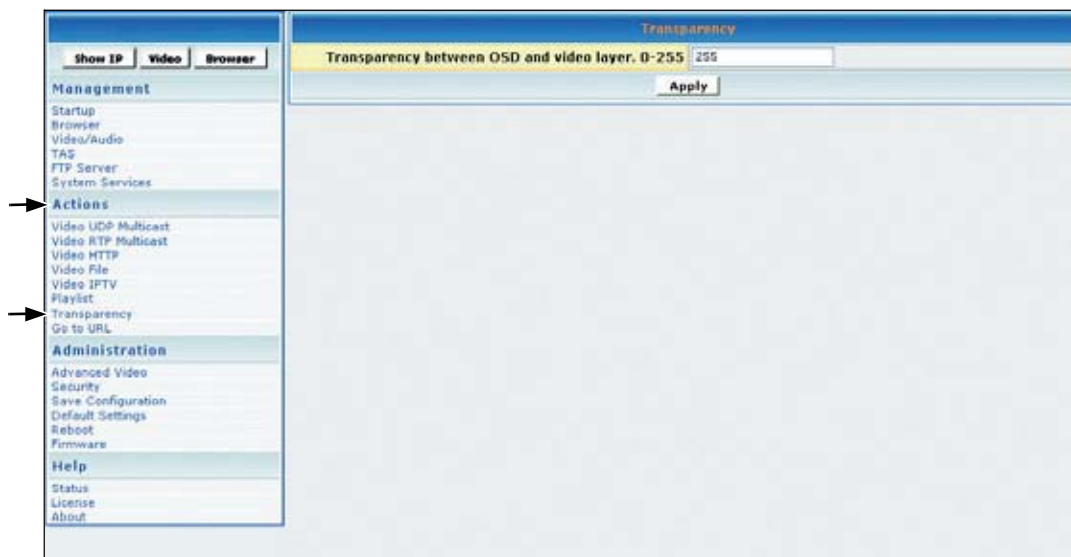 Show IP Video Browser
Management
Startup
Browser
Video/Audio
TAS
FTP Server
System Services
Actions
Video UDP Multicast
Video RTP Multicast
Video HTTP
Video File
Video IPTV
Playlist
Transparency
Go to URL
Administration
Advanced Video
Security
Save Configuration
Default Settings
Reboot
Firmware
Help
Status
License
About
Transparency
Transparency between OSD and video layer. 0-255 255
Apply